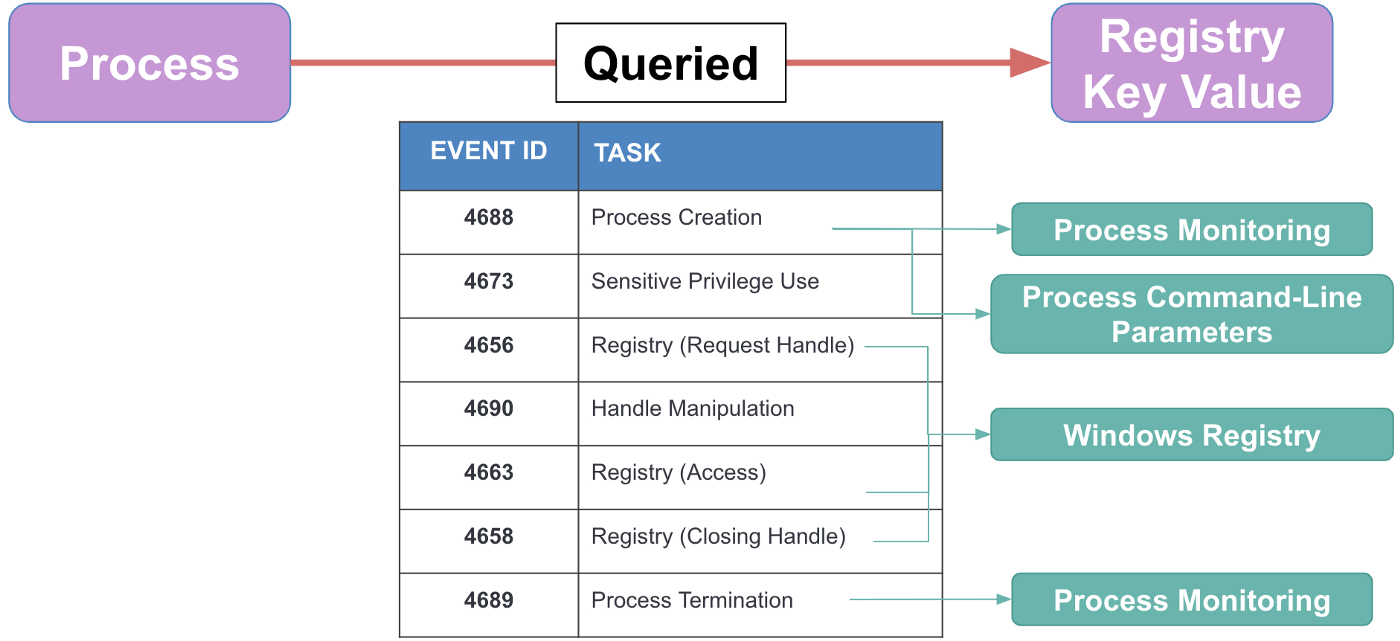 Process
Queried
Registry
Key Value
EVENT ID
TASK
4688
Process Creation
Process Monitoring
4673
Sensitive Privilege Use
Process Command-Line
Parameters
4656
Registry (Request Handle)
4690
Handle Manipulation
Windows Registry
4663
Registry (Access)
4658
Registry (Closing Handle)
4689
Process Termination
Process Monitoring